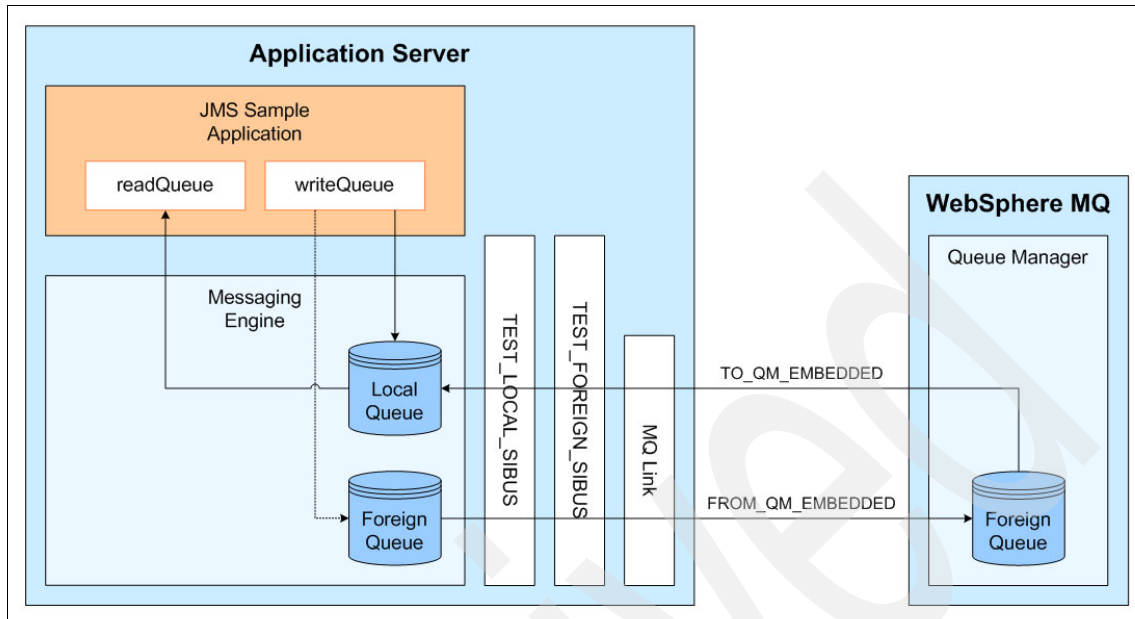 Application Server
JMS Sample
Application
readQueue
writeQueue
Messaging
Engine
Local
Queue
Foreign
Queue
TEST_LOCAL_SIBUS
TEST_FOREIGN_SIBUS
MQ Link
TO_QM_EMBEDDED
FROM_QM_EMBEDDED
WebSphere MQ
Queue Manager
Foreign
Queue